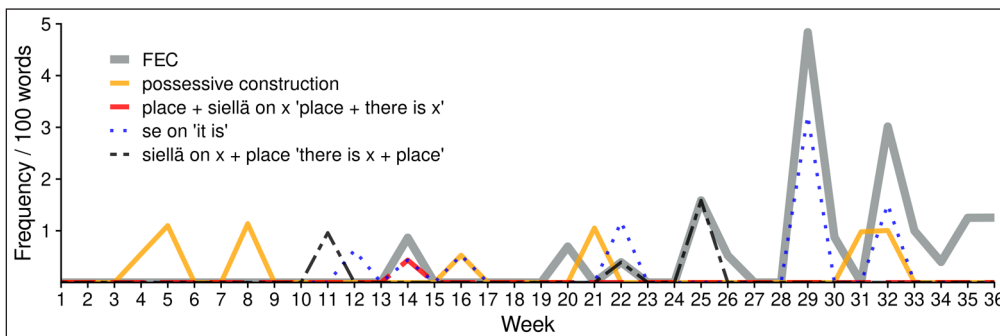 5
4
3
2
1
Frequency / 100 words
FEC
possessive construction
place + siellä on x 'place + there is x'
se on 'it is'
siellä on x + place 'there is x + place'
1 2 3 4 5 6 7 8 9 10 11 12 13 14 15 16 17 18 19 20 21 22 23 24 25 26 27 28 29 30 31 32 33 34 35 36
Week